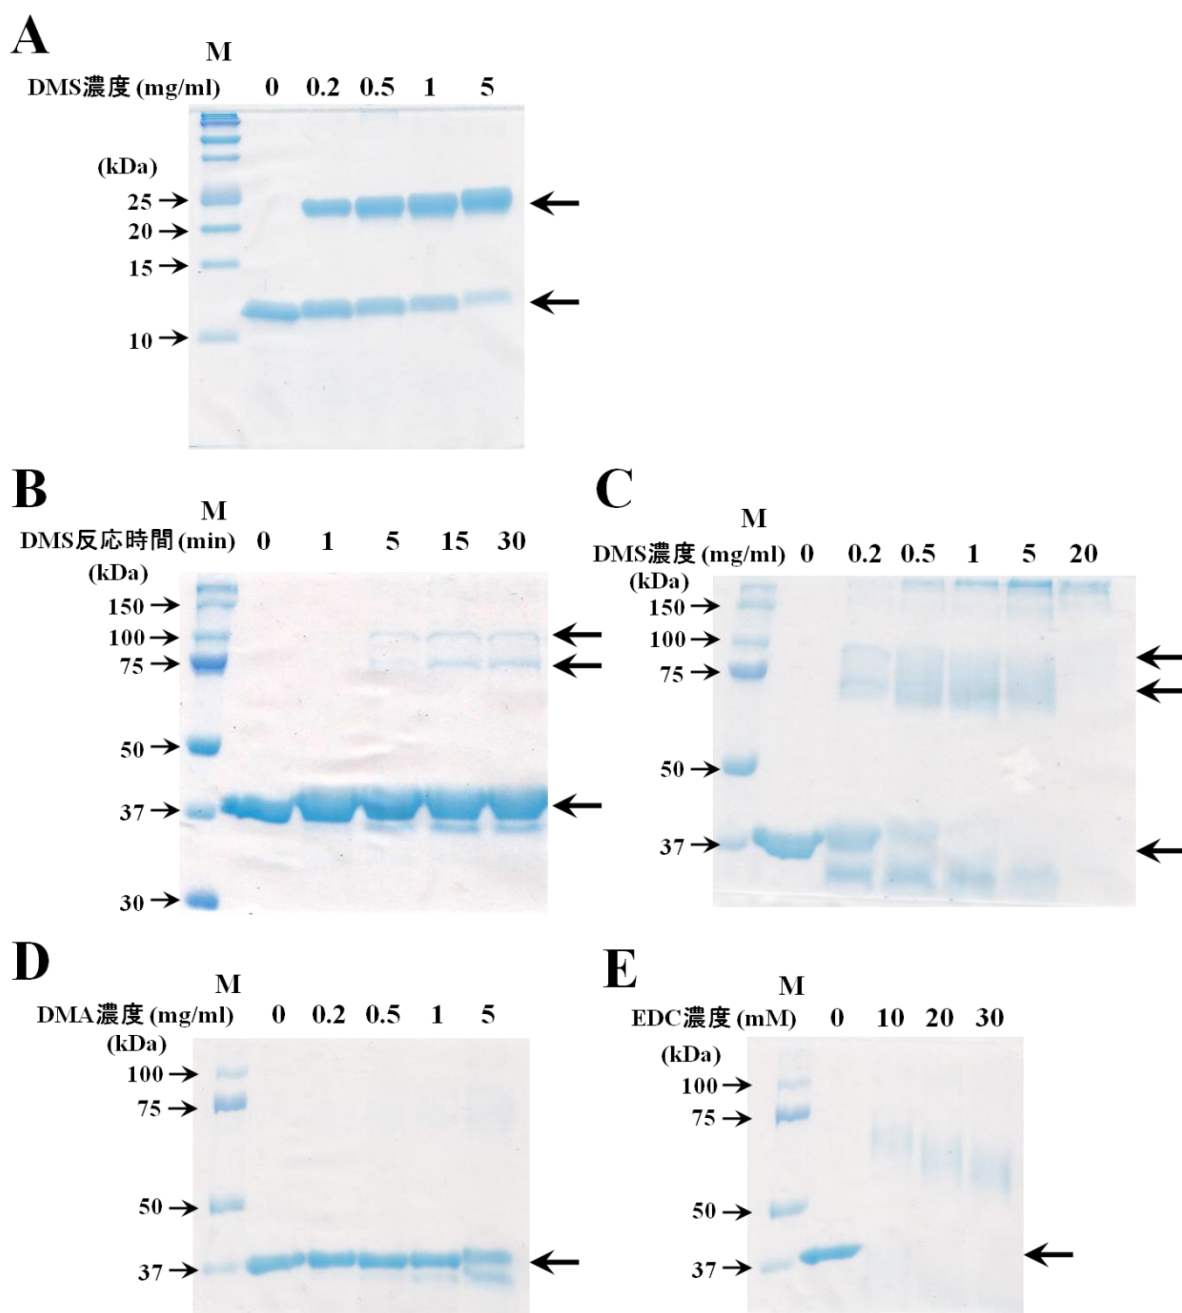 A
M
DMS濃度 (mg/ml) 0 0.2 0.5 1 5
(kDa)
25
20
15
10
B
M
DMS反応時間 (min) 0 1 5 15 30
(kDa)
150
100
75
50
37
30
C
M
DMS濃度 (mg/ml) 0 0.2 0.5 1 5 20
(kDa)
150
100
75
50
37
D
M
DMA濃度 (mg/ml) 0 0.2 0.5 1 5
(kDa)
100
75
50
37
E
M
EDC濃度 (mM) 0 10 20 30
(kDa)
100
75
50
37